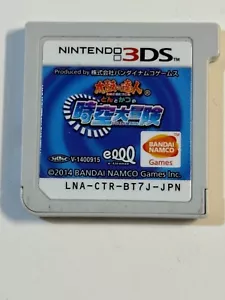 NINTENDO 3DS
Produced by 株式会社バンダイナムコゲームス
太鼓の達人
どんとかつの
時空大冒険
V-1400915
BANDAI
NAMCO
Games
LNA-CTR-BT7J-JPN
©2014 BANDAI NAMCO Games Inc.